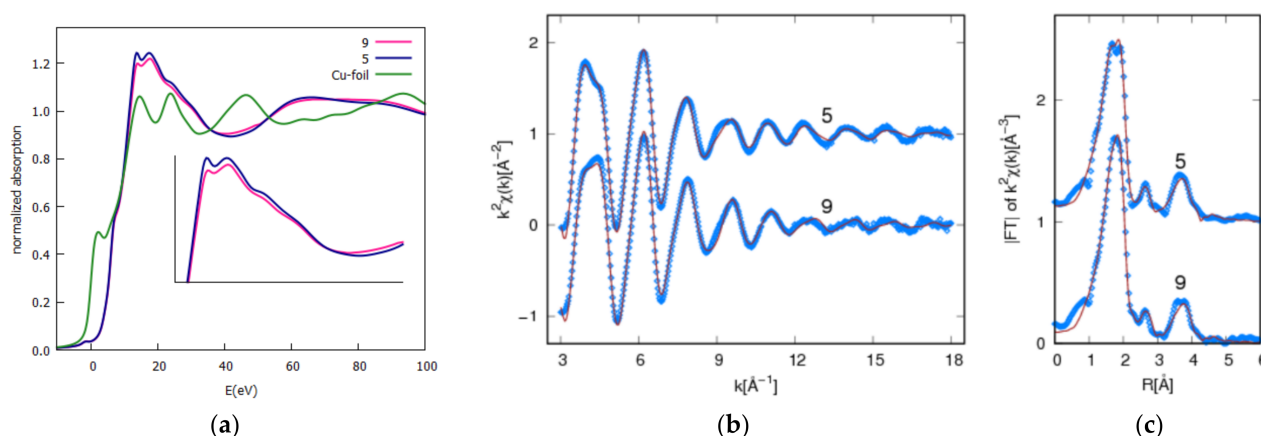 9
5
Cu-foil
normalized absorption
1.2
1.0
0.8
0.6
0.4
0.2
0.0
0 20 40 60 80 100
E(eV)
(a)
k²χ(k)[Å⁻²]
2
1
0
−1
5
9
3 6 9 12 15 18
k[Å⁻¹]
(b)
|FT| of k²χ(k)[Å⁻³]
2
1
0
5
9
0 1 2 3 4 5 6
R[Å]
(c)